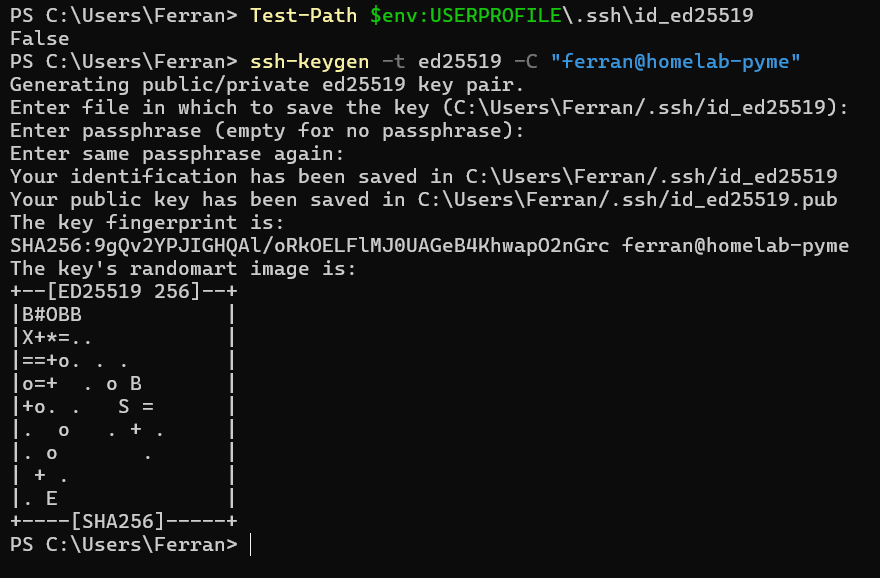 PS C:\Users\Ferran> Test-Path $env:USERPROFILE\.ssh\id_ed25519
False
PS C:\Users\Ferran> ssh-keygen -t ed25519 -C "ferran@homelab-pyme"
Generating public/private ed25519 key pair.
Enter file in which to save the key (C:\Users\Ferran/.ssh/id_ed25519):
Enter passphrase (empty for no passphrase):
Enter same passphrase again:
Your identification has been saved in C:\Users\Ferran/.ssh/id_ed25519
Your public key has been saved in C:\Users\Ferran/.ssh/id_ed25519.pub
The key fingerprint is:
SHA256:9gQv2YPJIGHQAl/oRkOELFlMJ0UAGeB4KhwapO2nGrc ferran@homelab-pyme
The key's randomart image is:
+--[ED25519 256]--+
|B#OBB            |
|X+*=..           |
|==+o. . .        |
|o=+  . o B       |
|+o. .   S =      |
|.  o   . + .     |
|. o       .      |
| + .             |
|. E              |
+----[SHA256]-----+
PS C:\Users\Ferran>